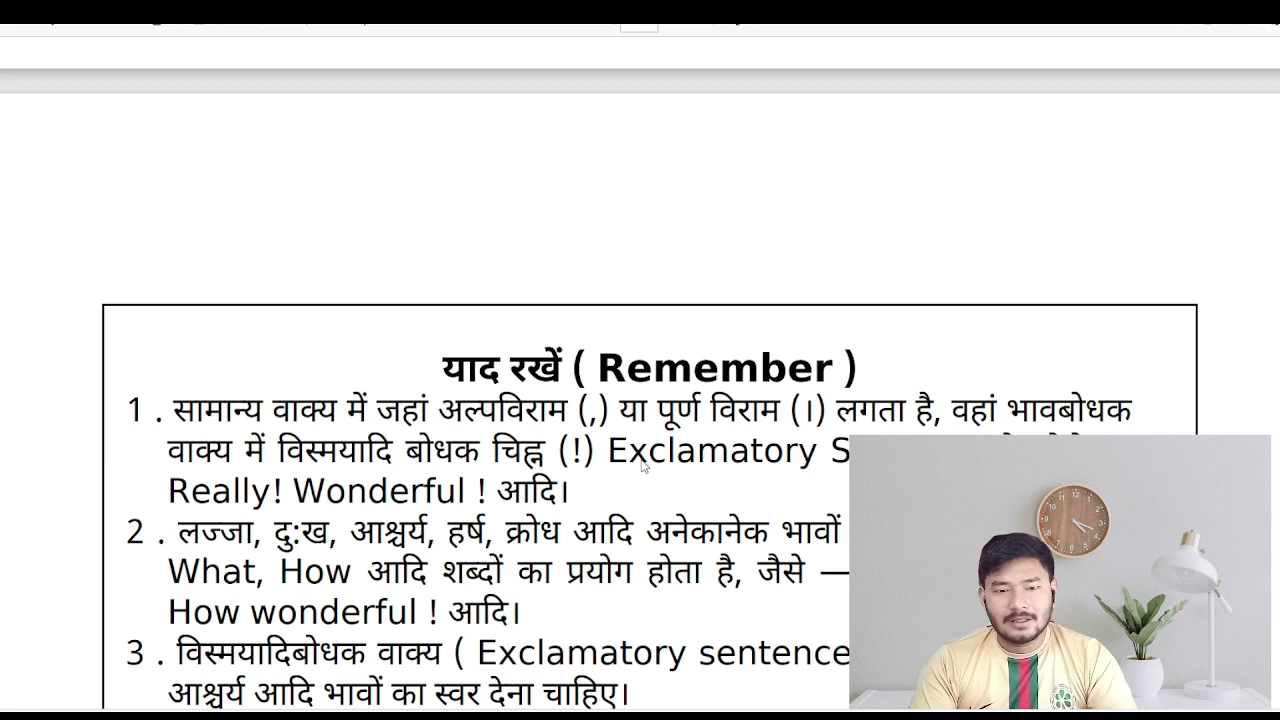 याद रखें ( Remember )
1 . सामान्य वाक्य में जहां अल्पविराम (,) या पूर्ण विराम (।) लगता है, वहां भावबोधक
वाक्य में विस्मयादि बोधक चिह्न (!) Exclamatory
Really! Wonderful ! आदि।
2 . लज्जा, दु:ख, आश्चर्य, हर्ष, क्रोध आदि अनेकानेक भावों
What, How आदि शब्दों का प्रयोग होता है, जैसे —
How wonderful ! आदि।
3 . विस्मयादिबोधक वाक्य ( Exclamatory sentence
आश्चर्य आदि भावों का स्वर देना चाहिए।